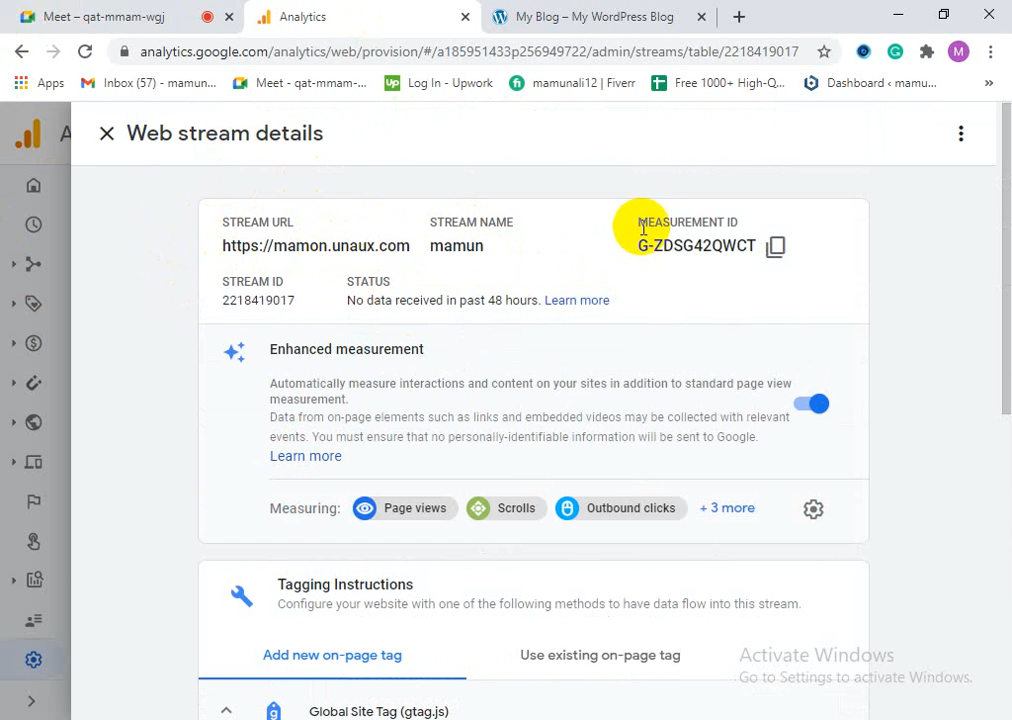 Meet – qat-mmam-wgj
Analytics
My Blog – My WordPress Blog
analytics.google.com/analytics/web/provision/#/a185951433p256949722/admin/streams/table/2218419017
M
Apps
Inbox (57) - mamun...
Meet - qat-mmam-...
Up Log In - Upwork
fi mamunali12 | Fiverr
Free 1000+ High-Q...
Dashboard ‹ mamu...
»
A
Web stream details
STREAM URL
STREAM NAME
MEASUREMENT ID
https://mamon.unaux.com
mamun
G-ZDSG42QWCT
STREAM ID
STATUS
2218419017
No data received in past 48 hours. Learn more
Enhanced measurement
Automatically measure interactions and content on your sites in addition to standard page view
measurement.
Data from on-page elements such as links and embedded videos may be collected with relevant
events. You must ensure that no personally-identifiable information will be sent to Google.
Learn more
Measuring:
Page views
Scrolls
Outbound clicks
+ 3 more
Tagging Instructions
Configure your website with one of the following methods to have data flow into this stream.
Add new on-page tag
Use existing on-page tag
Activate Windows
Go to Settings to activate Windows.
Global Site Tag (gtag.js)